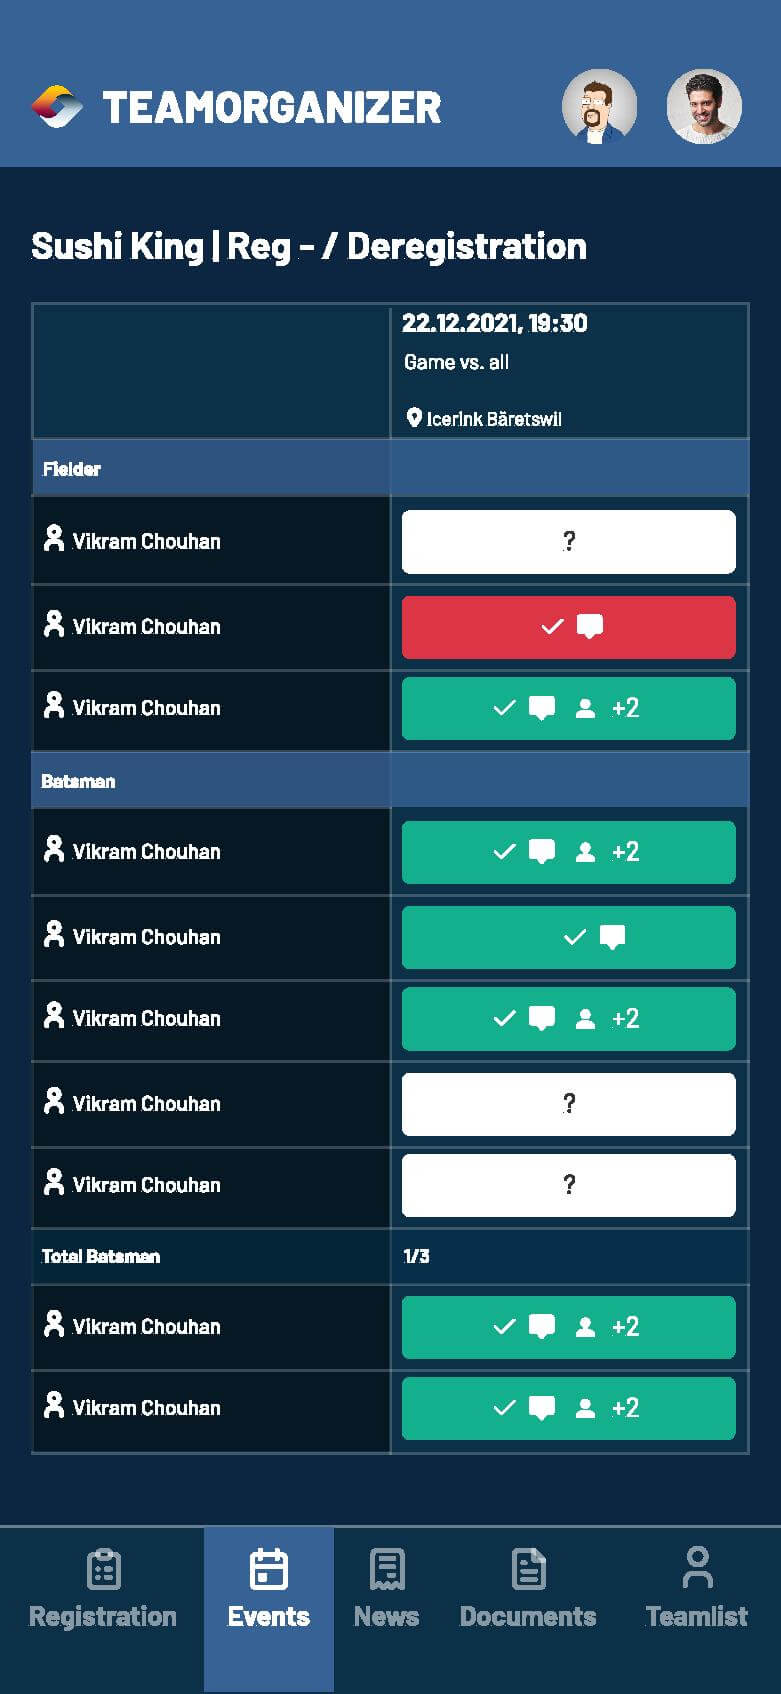 TEAMORGANIZER
Sushi King | Reg - / Deregistration
22.12.2021, 19:30
Game vs. all
Icerink Bäretswil
Fielder
Vikram Chouhan ?
Vikram Chouhan
Vikram Chouhan +2
Batsman
Vikram Chouhan +2
Vikram Chouhan
Vikram Chouhan +2
Vikram Chouhan ?
Vikram Chouhan ?
Total Batsman 1/3
Vikram Chouhan +2
Vikram Chouhan +2
Registration Events News Documents Teamlist